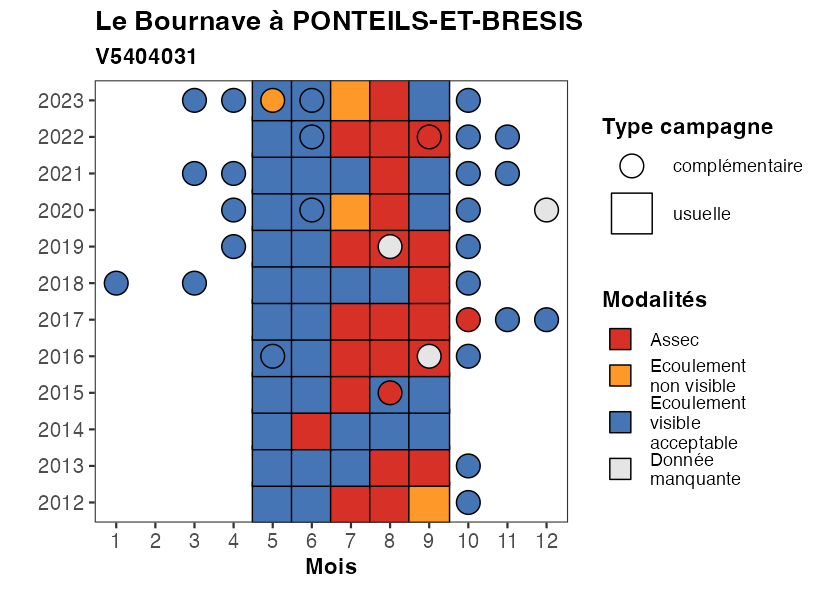 Le Bournave à PONTEILS-ET-BRESIS
V5404031
2023
2022
2021
2020
2019
2018
2017
2016
2015
2014
2013
2012
1 2 3 4 5 6 7 8 9 10 11 12
Mois
Type campagne
complémentaire
usuelle
Modalités
Assec
Ecoulement
non visible
Ecoulement
visible
acceptable
Donnée
manquante